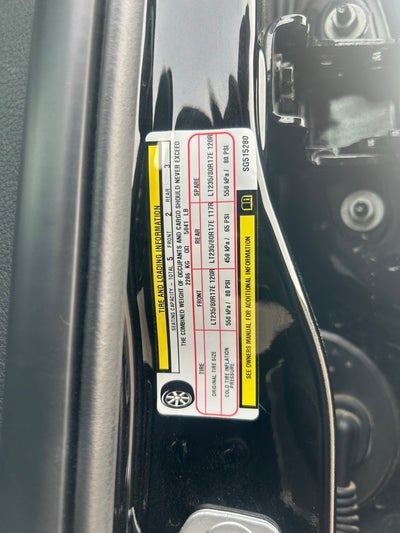 TIRE AND LOADING INFORMATION
SEATING CAPACITY - TOTAL 5 FRONT 2 REAR 3
THE COMBINED WEIGHT OF OCCUPANTS AND CARGO SHOULD NEVER EXCEED
2286 KG OR 5041 LB
TIRE FRONT REAR SPARE
ORIGINAL TIRE SIZE LT235/80R17E 120R LT235/80R17E 117R LT235/80R17E 120R
COLD TIRE INFLATION PRESSURE 550 kPa / 80 PSI 450 kPa / 65 PSI 550 kPa / 80 PSI
SEE OWNERS MANUAL FOR ADDITIONAL INFORMATION
SG515280